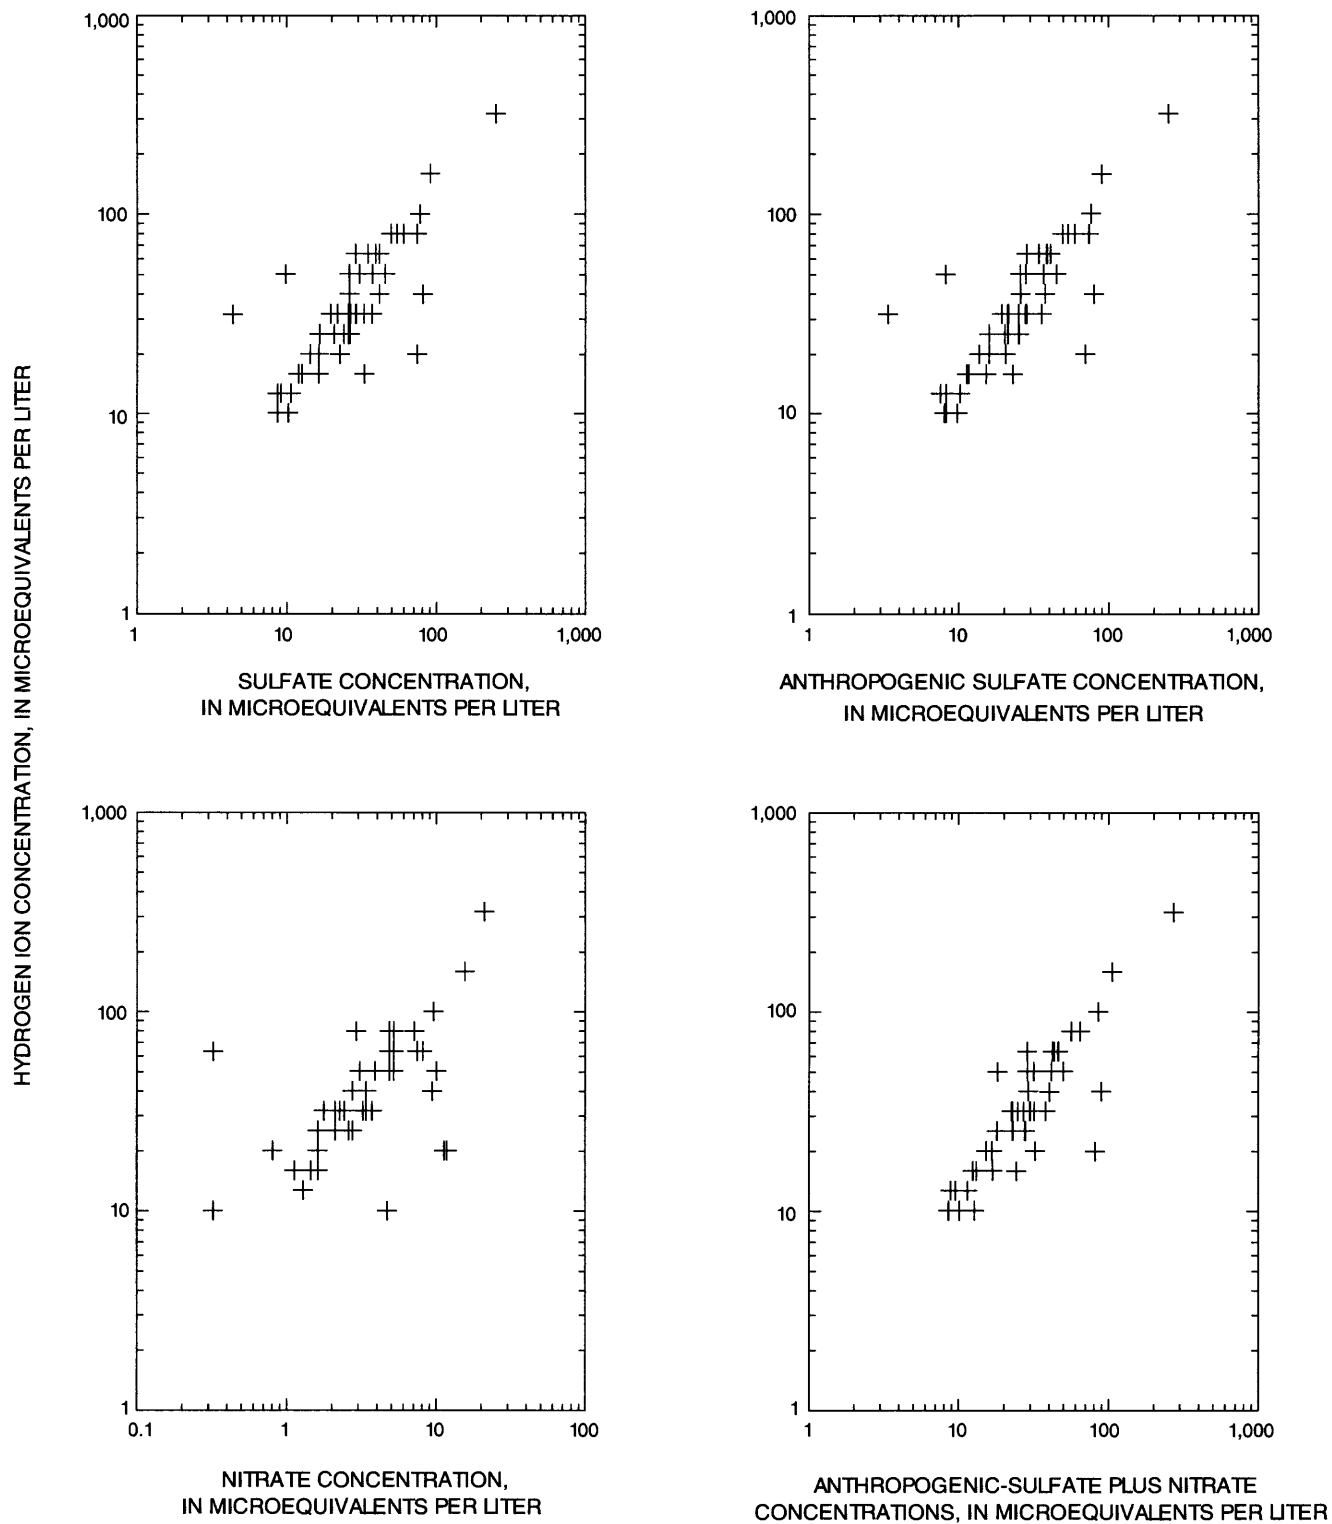 HYDROGEN ION CONCENTRATION, IN MICROEQUIVALENTS PER LITER
1,000
100
10
1
1 10 100 1,000
SULFATE CONCENTRATION,
IN MICROEQUIVALENTS PER LITER
1,000
100
10
1
1 10 100 1,000
ANTHROPOGENIC SULFATE CONCENTRATION,
IN MICROEQUIVALENTS PER LITER
1,000
100
10
1
0.1 1 10 100
NITRATE CONCENTRATION,
IN MICROEQUIVALENTS PER LITER
1,000
100
10
1
1 10 100 1,000
ANTHROPOGENIC-SULFATE PLUS NITRATE
CONCENTRATIONS, IN MICROEQUIVALENTS PER LITER